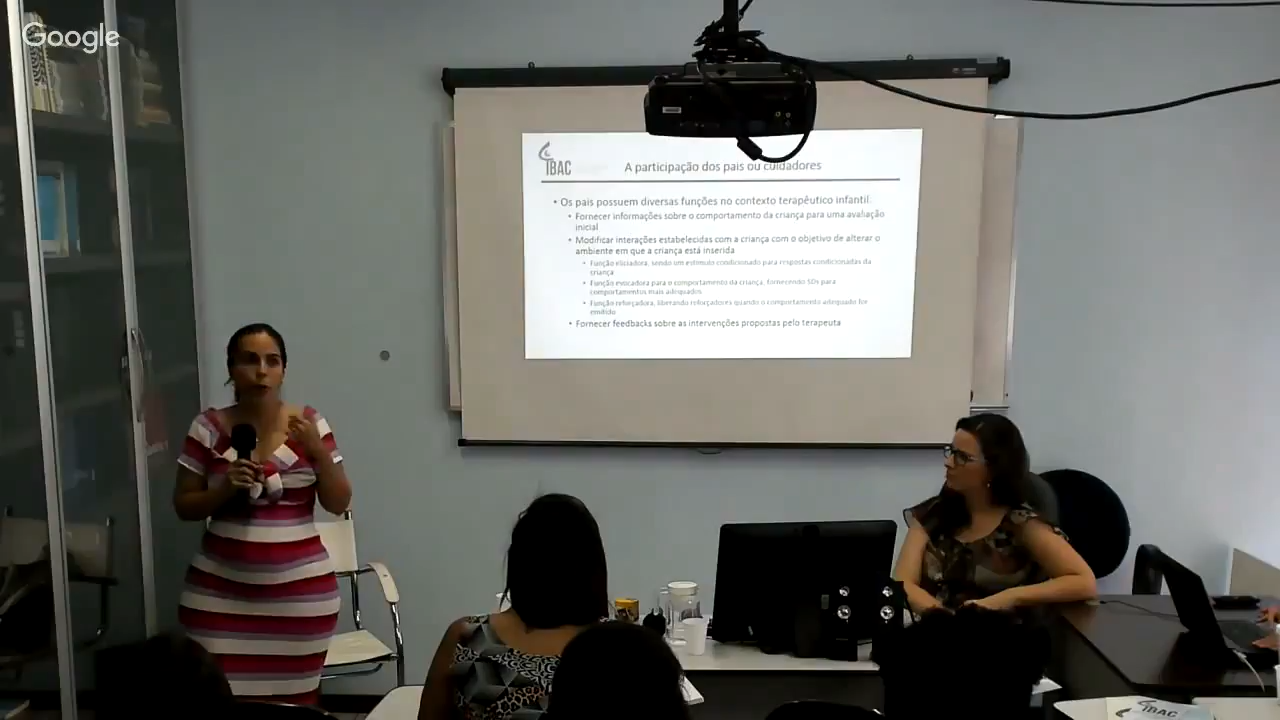 Google
IBAC
A participação dos pais ou cuidadores
• Os pais possuem diversas funções no contexto terapêutico infantil:
• Fornecer informações sobre o comportamento da criança para uma avaliação
inicial
• Modificar interações estabelecidas com a criança com o objetivo de alterar o
ambiente em que a criança está inserida
• Função eliciadora, sendo um estímulo condicionado para respostas condicionadas da
criança
• Função evocadora para o comportamento da criança, fornecendo SDs para
comportamentos mais adequados
• Função reforçadora, liberando reforçadores quando o comportamento adequado for
emitido
• Fornecer feedbacks sobre as intervenções propostas pelo terapeuta
IBAC